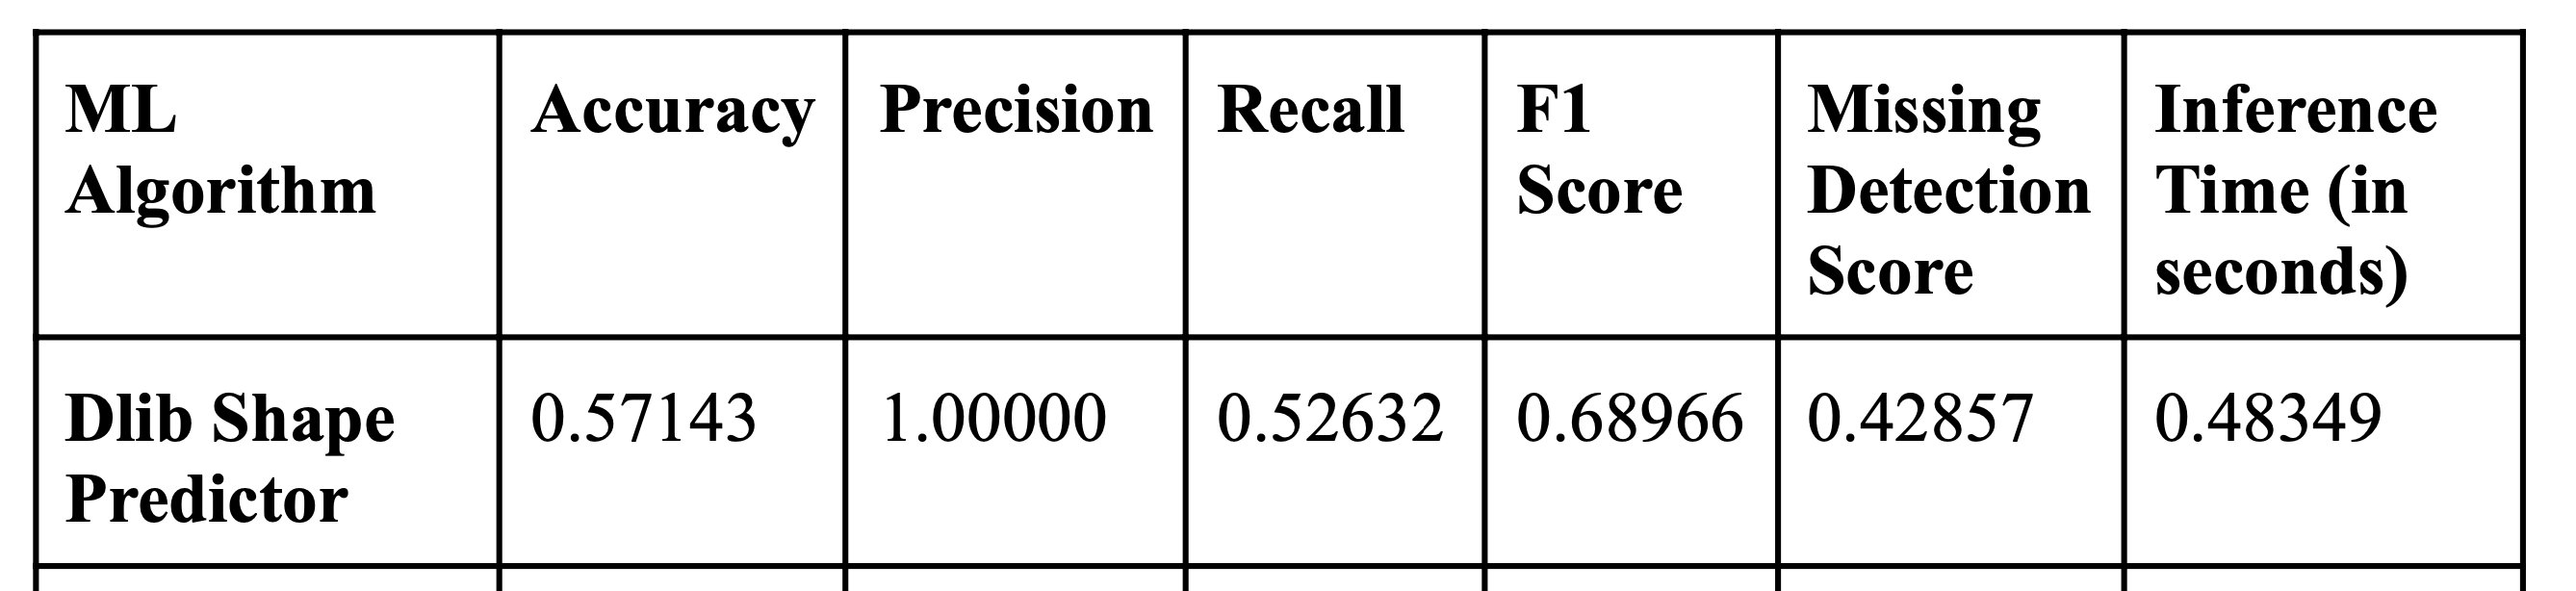 ML
Algorithm
Accuracy
Precision
Recall
F1
Score
Missing
Detection
Score
Inference
Time (in
seconds)
Dlib Shape
Predictor
0.57143
1.00000
0.52632
0.68966
0.42857
0.48349